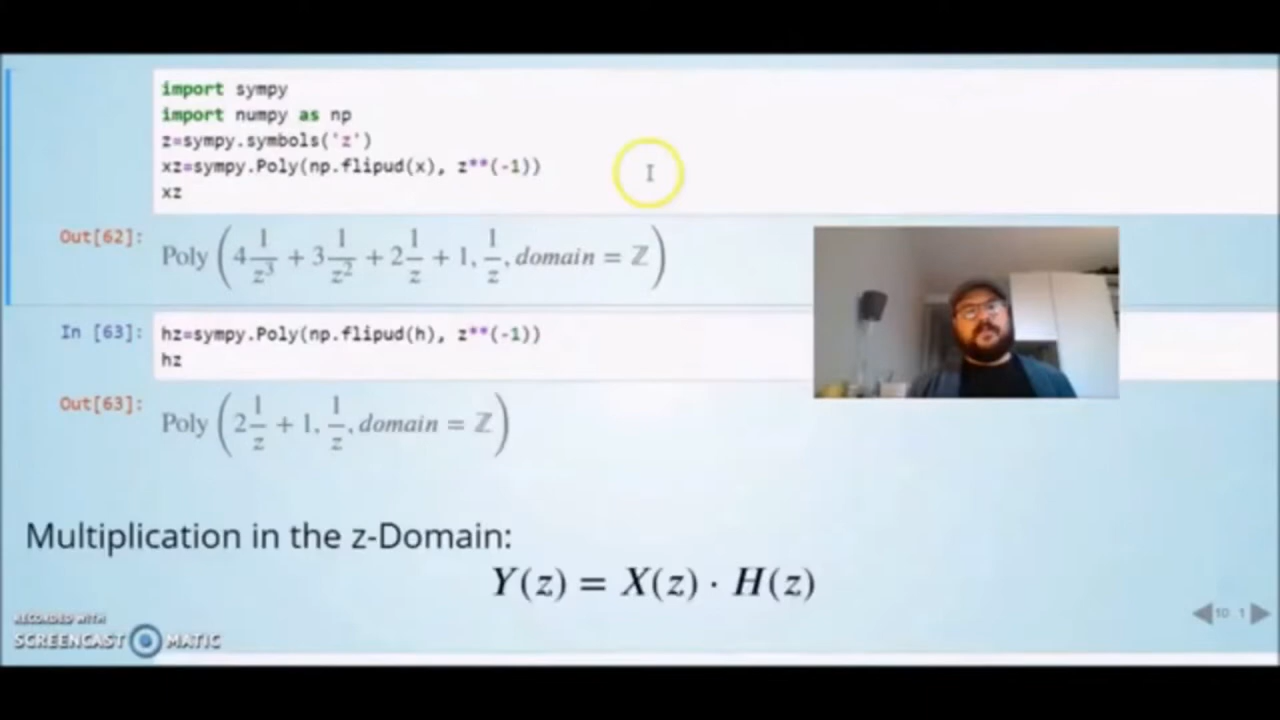 import sympy
import numpy as np
z=sympy.symbols('z')
xz=sympy.Poly(np.flipud(x), z**(-1))
xz
Out[62]: Poly (4 1/z³ + 3 1/z² + 2 1/z + 1, 1/z, domain = ℤ)
In [63]: hz=sympy.Poly(np.flipud(h), z**(-1))
hz
Out[63]: Poly (2 1/z + 1, 1/z, domain = ℤ)
Multiplication in the z-Domain:
Y(z) = X(z) · H(z)
10 . 1
RECORDED WITH
SCREENCAST MATIC